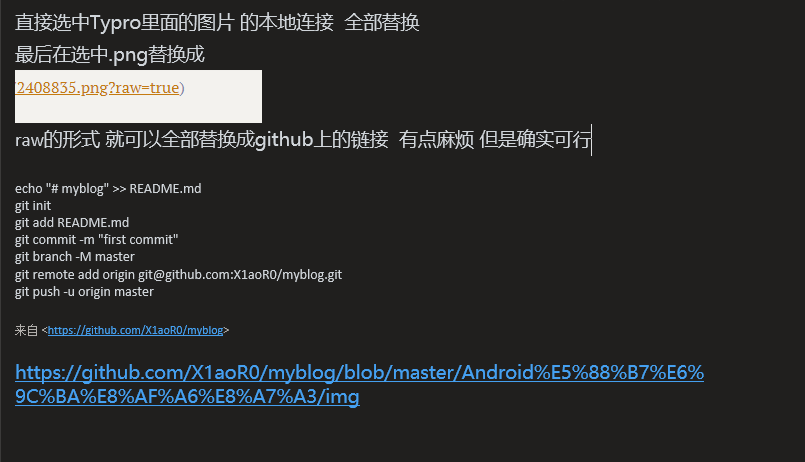 直接选中Typro里面的图片 的本地连接  全部替换
最后在选中.png替换成
2408835.png?raw=true)
raw的形式 就可以全部替换成github上的链接  有点麻烦 但是确实可行
echo "# myblog" >> README.md
git init
git add README.md
git commit -m "first commit"
git branch -M master
git remote add origin git@github.com:X1aoR0/myblog.git
git push -u origin master
来自 <https://github.com/X1aoR0/myblog>
https://github.com/X1aoR0/myblog/blob/master/Android%E5%88%B7%E6%
9C%BA%E8%AF%A6%E8%A7%A3/img